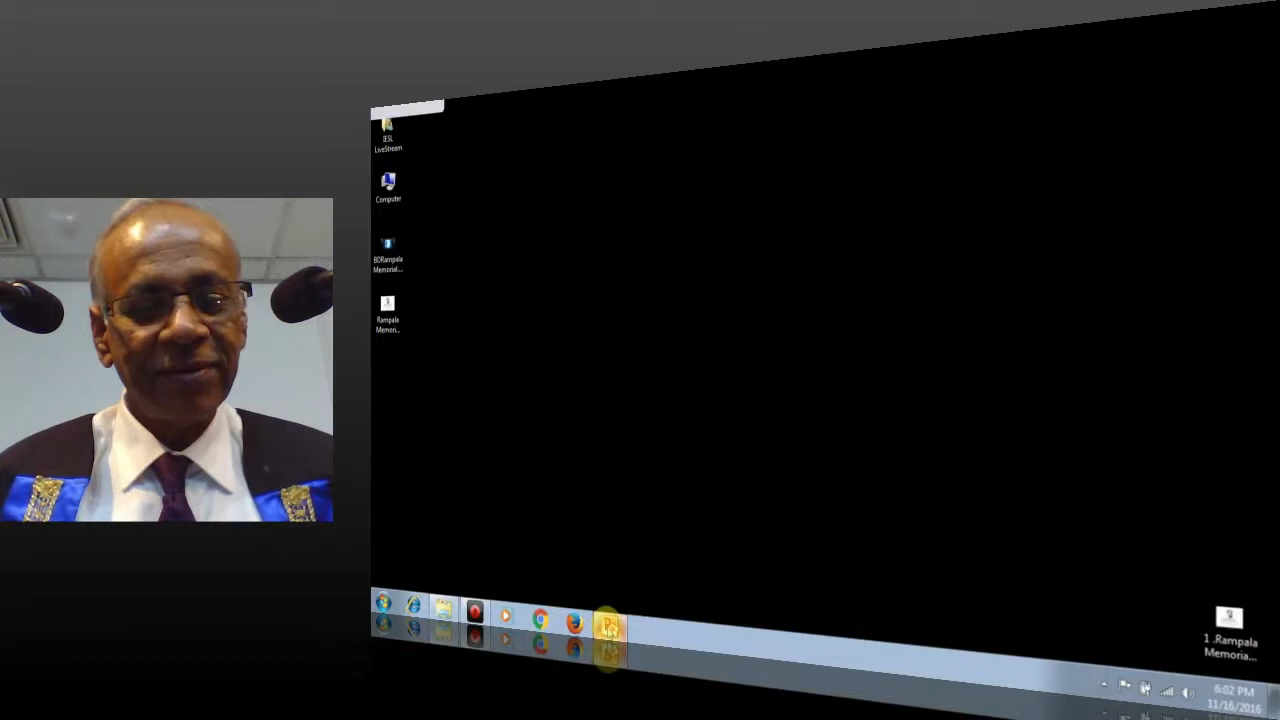 IESL
LiveStream
Computer
BDRampala
Memorial....
Rampala
Memori...
1 .Rampala
Memoria...
6:02 PM
11/16/2016